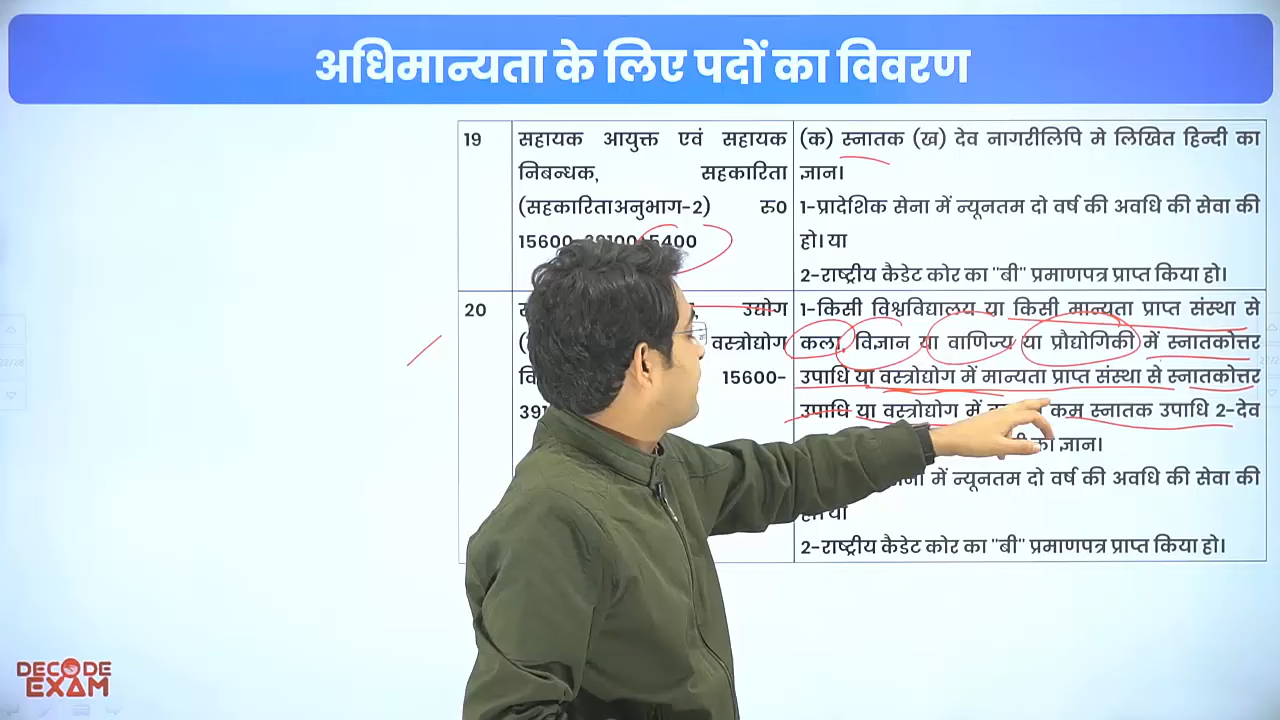 अधिमान्यता के लिए पदों का विवरण
19
सहायक आयुक्त एवं सहायक
निबन्धक, सहकारिता
(सहकारिताअनुभाग-2) रु0
15600 5400
(क) स्नातक (ख) देव नागरीलिपि मे लिखित हिन्दी का
ज्ञान।
1-प्रादेशिक सेना में न्यूनतम दो वर्ष की अवधि की सेवा की
हो। या
2-राष्ट्रीय कैडेट कोर का "बी" प्रमाणपत्र प्राप्त किया हो।
20
उद्योग
वस्त्रोद्योग
15600-
1-किसी विश्वविद्यालय या किसी मान्यता प्राप्त संस्था से
कला, विज्ञान या वाणिज्य या प्रौद्योगिकी में स्नातकोत्तर
उपाधि या वस्त्रोद्योग में मान्यता प्राप्त संस्था से स्नातकोत्तर
उपाधि या वस्त्रोद्योग में कम स्नातक उपाधि 2-देव
का ज्ञान।
में न्यूनतम दो वर्ष की अवधि की सेवा की
या
2-राष्ट्रीय कैडेट कोर का "बी" प्रमाणपत्र प्राप्त किया हो।
DECODE
EXAM